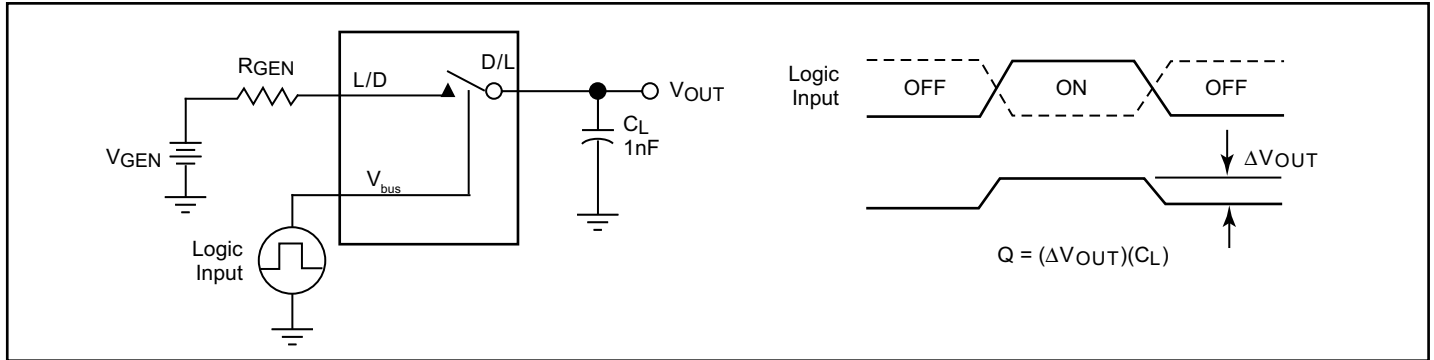 RGEN
L/D
D/L
VOUT
CL
1nF
VGEN
Vbus
Logic
Input
Logic
Input
OFF
ON
OFF
ΔVOUT
Q = (ΔVOUT)(CL)